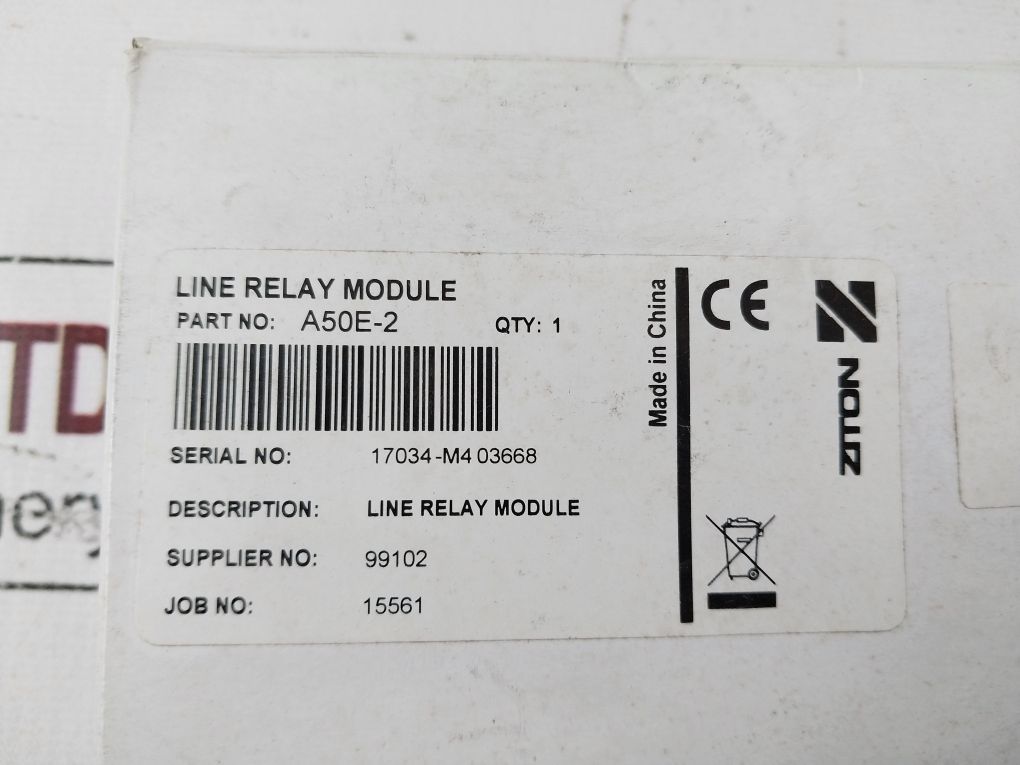 LINE RELAY MODULE
PART NO: A50E-2 QTY: 1
SERIAL NO: 17034-M4 03668
DESCRIPTION: LINE RELAY MODULE
SUPPLIER NO: 99102
JOB NO: 15561
Made in China
CE
ZITON
TD